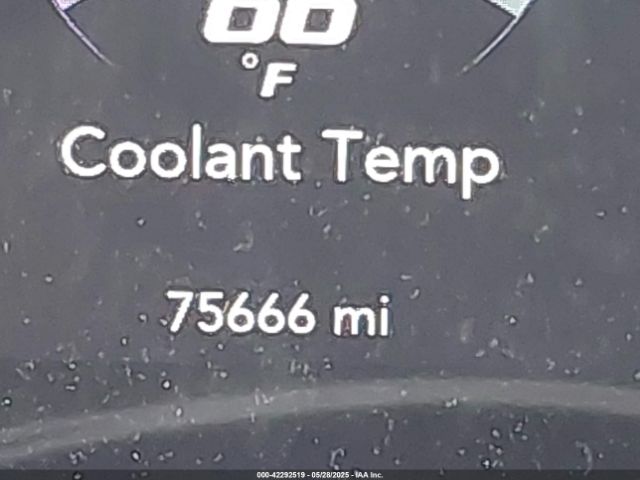 °F
Coolant Temp
75666 mi
000-42292519 - 05/28/2025 - IAA Inc.